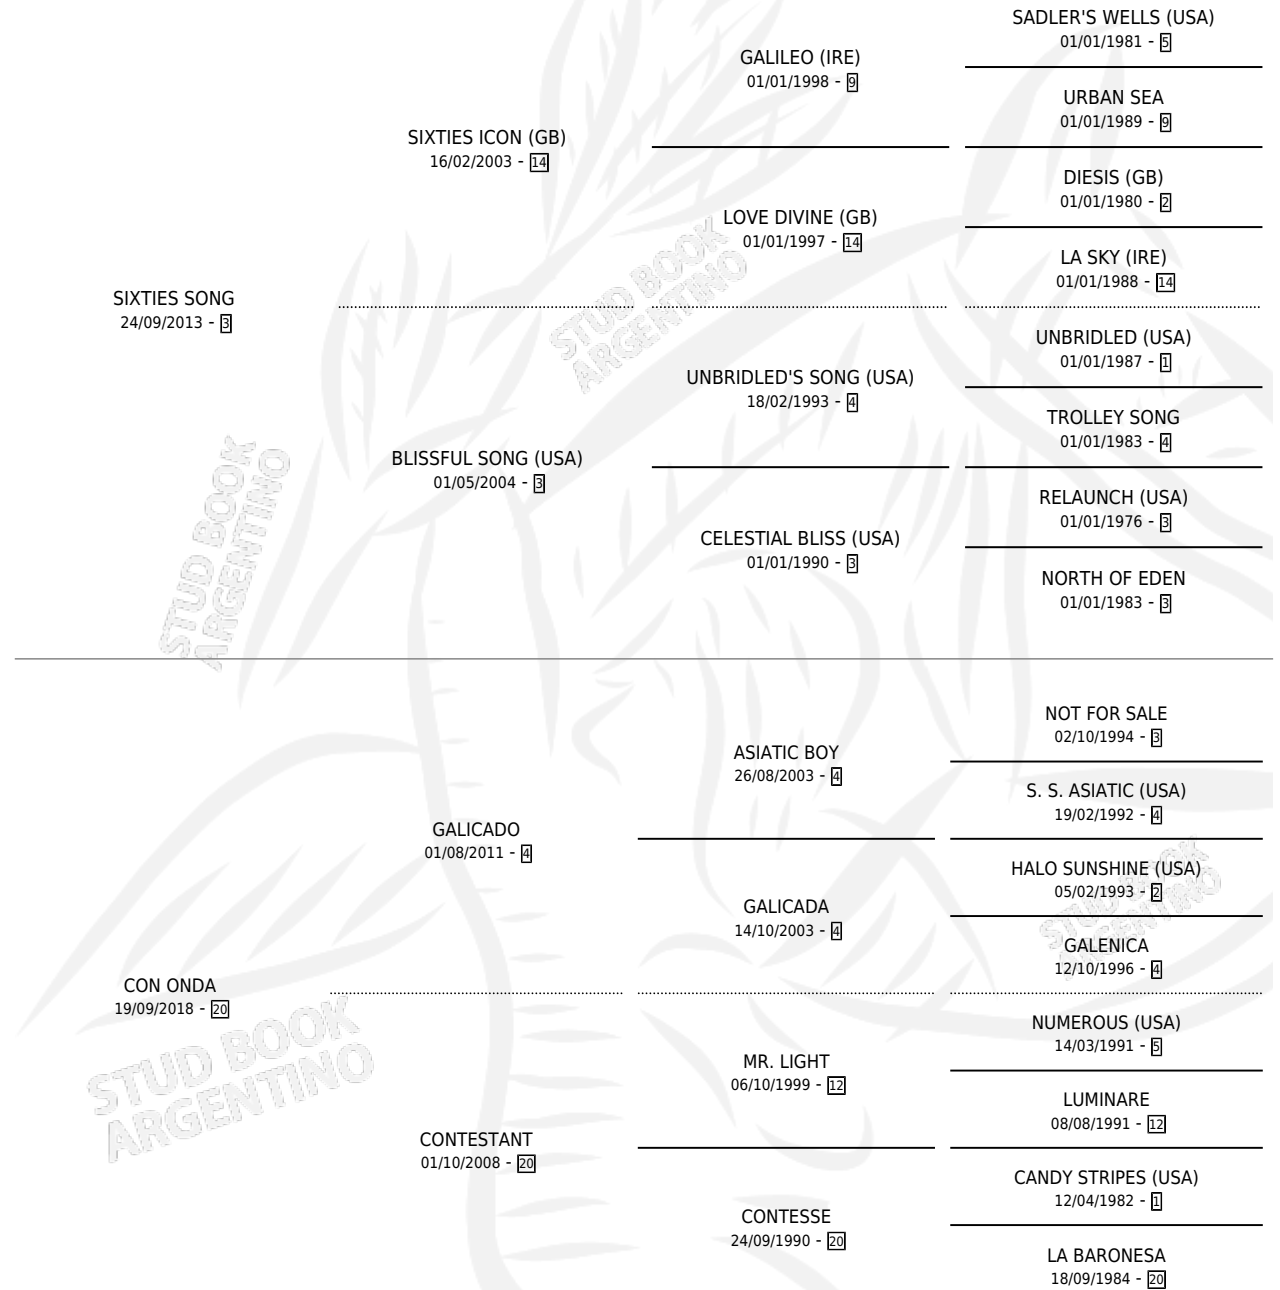 SADLER'S WELLS (USA)
01/01/1981 - 5
GALILEO (IRE)
01/01/1998 - 9
URBAN SEA
01/01/1989 - 9
SIXTIES ICON (GB)
16/02/2003 - 14
DIESIS (GB)
01/01/1980 - 2
LOVE DIVINE (GB)
01/01/1997 - 14
LA SKY (IRE)
01/01/1988 - 14
SIXTIES SONG
24/09/2013 - 3
STUD BOOK
ARGENTINO
UNBRIDLED (USA)
01/01/1987 - 1
UNBRIDLED'S SONG (USA)
18/02/1993 - 4
TROLLEY SONG
01/01/1983 - 4
BLISSFUL SONG (USA)
01/05/2004 - 3
RELAUNCH (USA)
01/01/1976 - 3
CELESTIAL BLISS (USA)
01/01/1990 - 3
NORTH OF EDEN
01/01/1983 - 3
STUD BOOK
ARGENTINO
NOT FOR SALE
02/10/1994 - 3
ASIATIC BOY
26/08/2003 - 4
S. S. ASIATIC (USA)
19/02/1992 - 4
GALICADO
01/08/2011 - 4
HALO SUNSHINE (USA)
05/02/1993 - 2
GALICADA
14/10/2003 - 4
STUD BOOK
ARGENTINO
GALENICA
12/10/1996 - 4
CON ONDA
19/09/2018 - 20
STUD BOOK
ARGENTINO
NUMEROUS (USA)
14/03/1991 - 5
MR. LIGHT
06/10/1999 - 12
LUMINARE
08/08/1991 - 12
CONTESTANT
01/10/2008 - 20
CANDY STRIPES (USA)
12/04/1982 - 1
CONTESSE
24/09/1990 - 20
LA BARONESA
18/09/1984 - 20